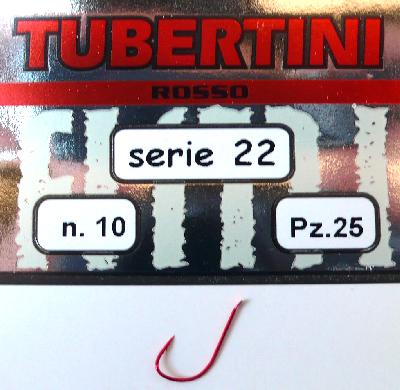 TUBERTINI
ROSSO
serie 22
n. 10
Pz.25